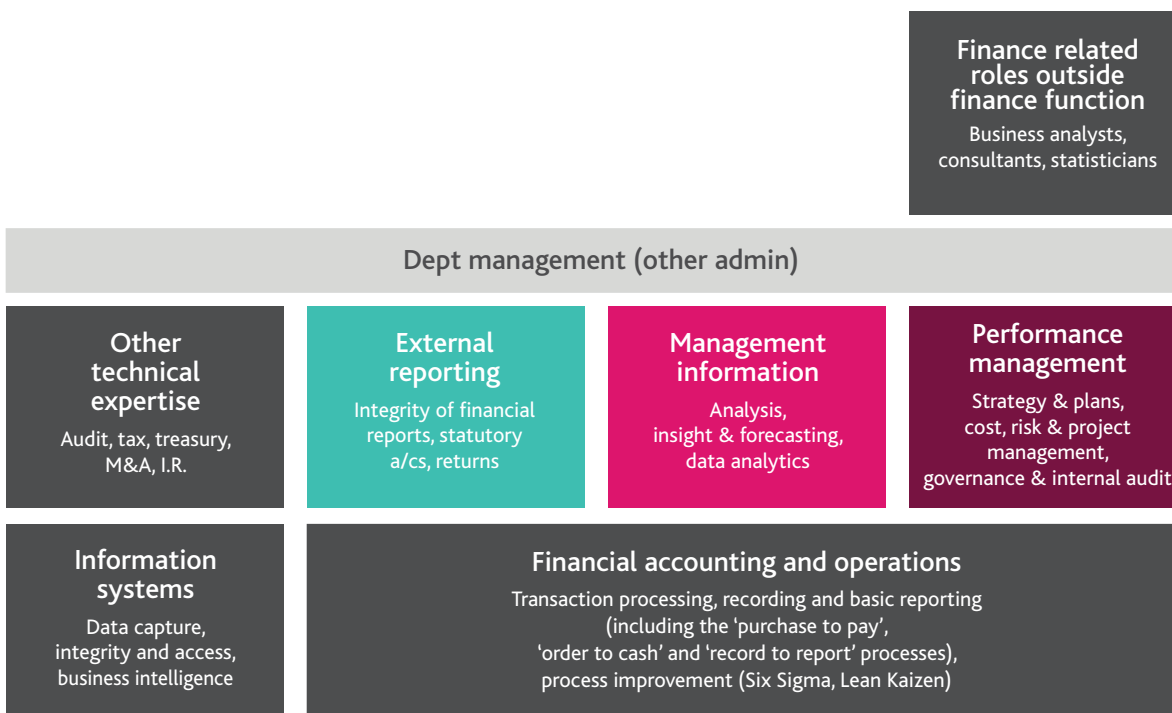 Finance related
roles outside
finance function
Business analysts,
consultants, statisticians
Dept management (other admin)
Other
technical
expertise
Audit, tax, treasury,
M&A, I.R.
External
reporting
Integrity of financial
reports, statutory
a/cs, returns
Management
information
Analysis,
insight & forecasting,
data analytics
Performance
management
Strategy & plans,
cost, risk & project
management,
governance & internal audit
Information
systems
Data capture,
integrity and access,
business intelligence
Financial accounting and operations
Transaction processing, recording and basic reporting
(including the ‘purchase to pay’,
‘order to cash’ and ‘record to report’ processes),
process improvement (Six Sigma, Lean Kaizen)